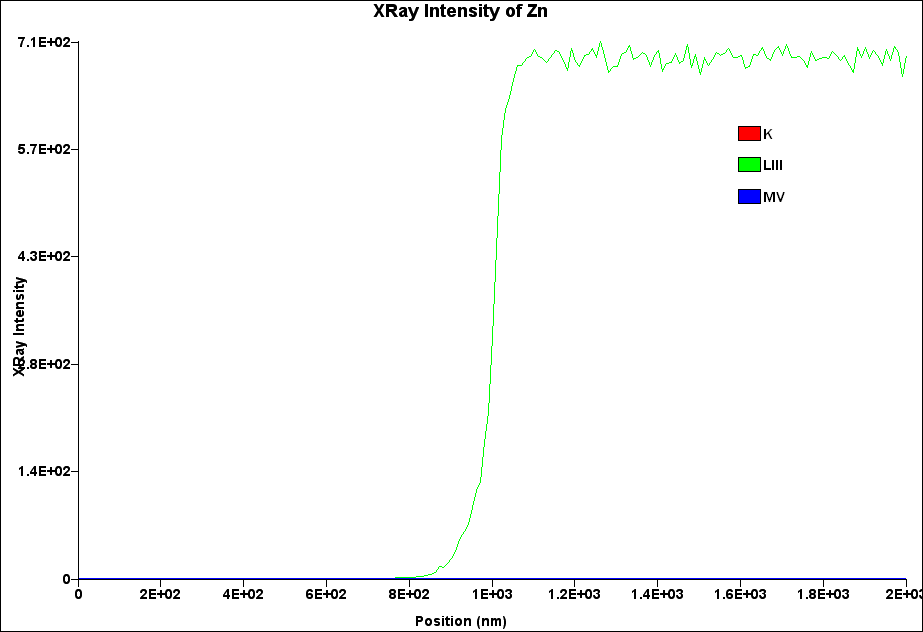 XRay Intensity of Zn
7.1E+02
5.7E+02
4.3E+02
2.8E+02
1.4E+02
0
XRay Intensity
K
LIII
MV
0 2E+02 4E+02 6E+02 8E+02 1E+03 1.2E+03 1.4E+03 1.6E+03 1.8E+03 2E+03
Position (nm)